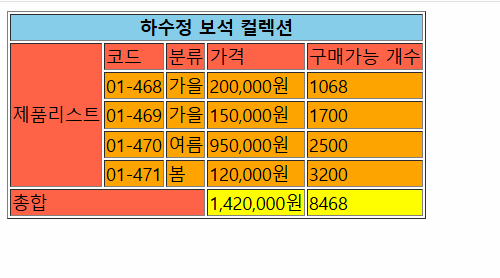 하수정 보석 컬렉션
제품리스트 코드 분류 가격 구매가능 개수
01-468 가을 200,000원 1068
01-469 가을 150,000원 1700
01-470 여름 950,000원 2500
01-471 봄 120,000원 3200
총합 1,420,000원 8468